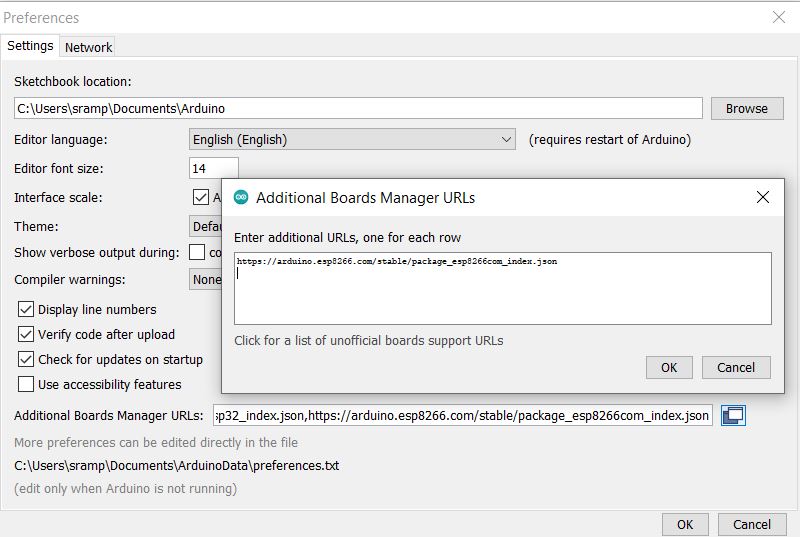 Preferences
Settings
Network
Sketchbook location:
C:\Users\sramp\Documents\Arduino
Browse
Editor language:
English (English)
(requires restart of Arduino)
Editor font size:
14
Interface scale:
A
Theme:
Defau
Show verbose output during:
co
Compiler warnings:
None
Display line numbers
Verify code after upload
Check for updates on startup
Use accessibility features
Additional Boards Manager URLs
Enter additional URLs, one for each row
https://arduino.esp8266.com/stable/package_esp8266com_index.json
Click for a list of unofficial boards support URLs
OK
Cancel
Additional Boards Manager URLs:
sp32_index.json,https://arduino.esp8266.com/stable/package_esp8266com_index.json
More preferences can be edited directly in the file
C:\Users\sramp\Documents\ArduinoData\preferences.txt
(edit only when Arduino is not running)
OK
Cancel